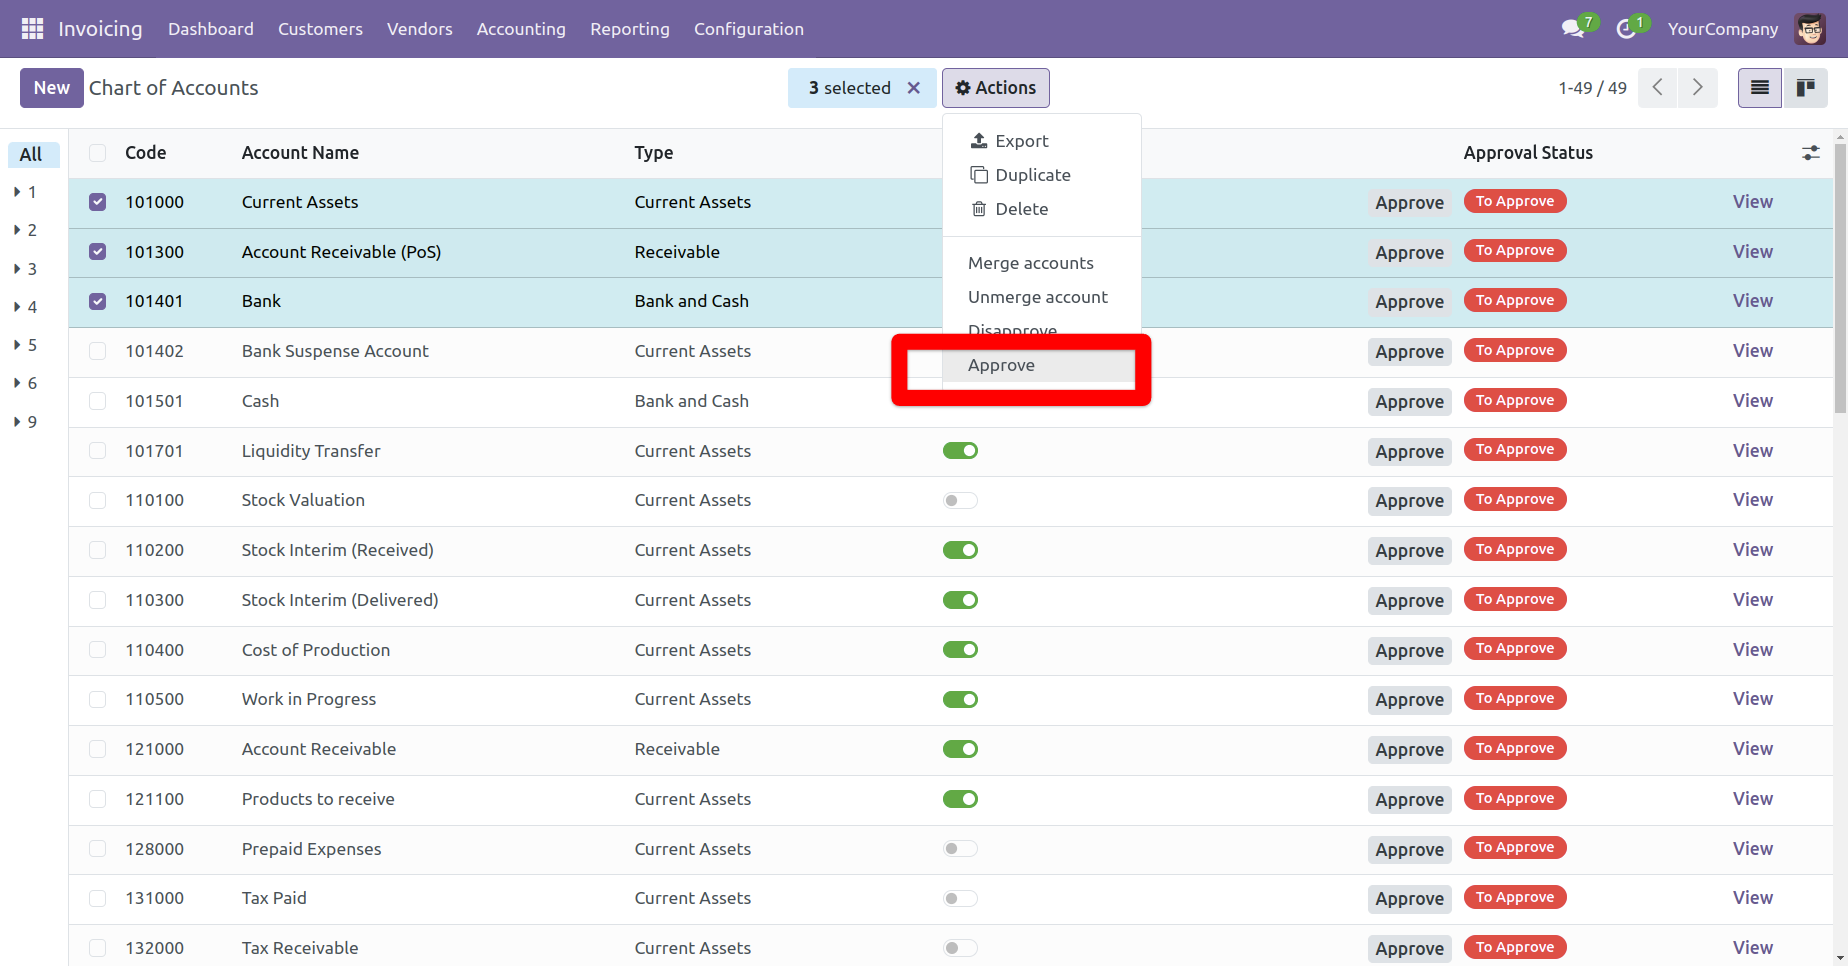 Invoicing Dashboard Customers Vendors Accounting Reporting Configuration 7 1 YourCompany
New Chart of Accounts 3 selected Actions 1-49 / 49
All Code Account Name Type Approval Status
Export
Duplicate
Delete
Merge accounts
Unmerge account
Disapprove
Approve
1
2
3
4
5
6
9
101000 Current Assets Current Assets Approve To Approve View
101300 Account Receivable (PoS) Receivable Approve To Approve View
101401 Bank Bank and Cash Approve To Approve View
101402 Bank Suspense Account Current Assets Approve To Approve View
101501 Cash Bank and Cash Approve To Approve View
101701 Liquidity Transfer Current Assets Approve To Approve View
110100 Stock Valuation Current Assets Approve To Approve View
110200 Stock Interim (Received) Current Assets Approve To Approve View
110300 Stock Interim (Delivered) Current Assets Approve To Approve View
110400 Cost of Production Current Assets Approve To Approve View
110500 Work in Progress Current Assets Approve To Approve View
121000 Account Receivable Receivable Approve To Approve View
121100 Products to receive Current Assets Approve To Approve View
128000 Prepaid Expenses Current Assets Approve To Approve View
131000 Tax Paid Current Assets Approve To Approve View
132000 Tax Receivable Current Assets Approve To Approve View